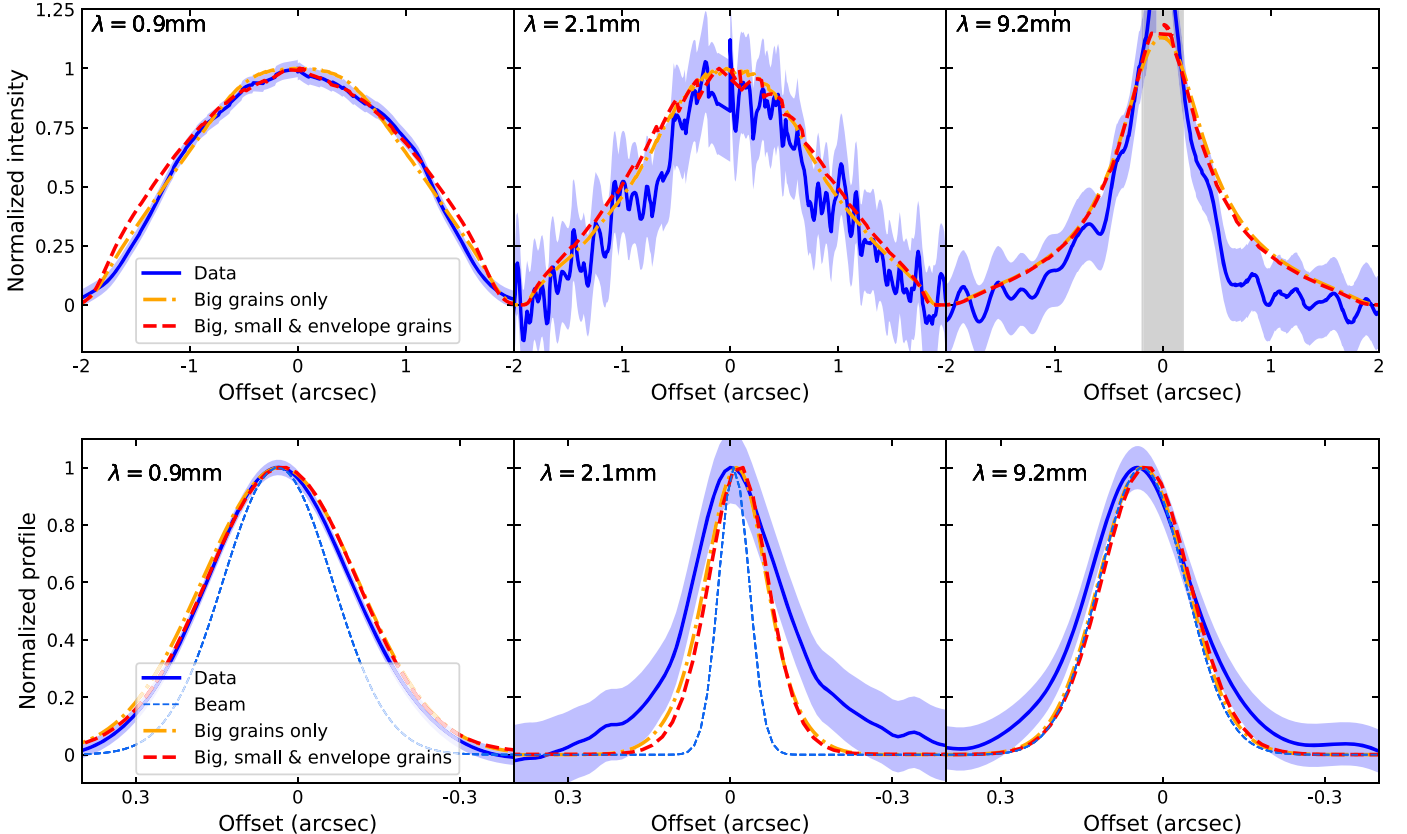 λ = 0.9mm
λ = 2.1mm
λ = 9.2mm
Normalized intensity
1.25
1
0.75
0.5
0.25
0
Data
Big grains only
Big, small & envelope grains
-2 -1 0 1 -2 -1 0 1 -2 -1 0 1 2
Offset (arcsec) Offset (arcsec) Offset (arcsec)
λ = 0.9mm
λ = 2.1mm
λ = 9.2mm
Normalized profile
1
0.8
0.6
0.4
0.2
0
Data
Beam
Big grains only
Big, small & envelope grains
0.3 0 -0.3 0.3 0 -0.3 0.3 0 -0.3
Offset (arcsec) Offset (arcsec) Offset (arcsec)